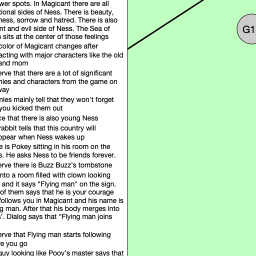 wer spots. In Magicant there are all
tional sides of Ness. There is beauty,
ness, sorrow and hatred. There is also
nt and evil side of Ness. The Sea of
sits at the center of those feelings
color of Magicant changes after
acting with major characters like the old
and mom
erve that there are a lot of significant
nies and characters from the game on
way
mies mainly tell that they won't forget
you kicked them out
ce that there is also young Ness
rabbit tells that this country will
ppear when Ness wakes up
e is Pokey sitting in his room on the
s. He asks Ness to be friends forever.
erve there is Buzz Buzz's tombstone
into a room filled with clown looking
and it says "Flying man" on the sign.
of them says that he is your courage
follows you in Magicant and his name is
g man. After that his body merges into
'. Dialog says that "Flying man joins
erve that Flying man starts following
re you go
guy looking like Pooy's master says that
G1